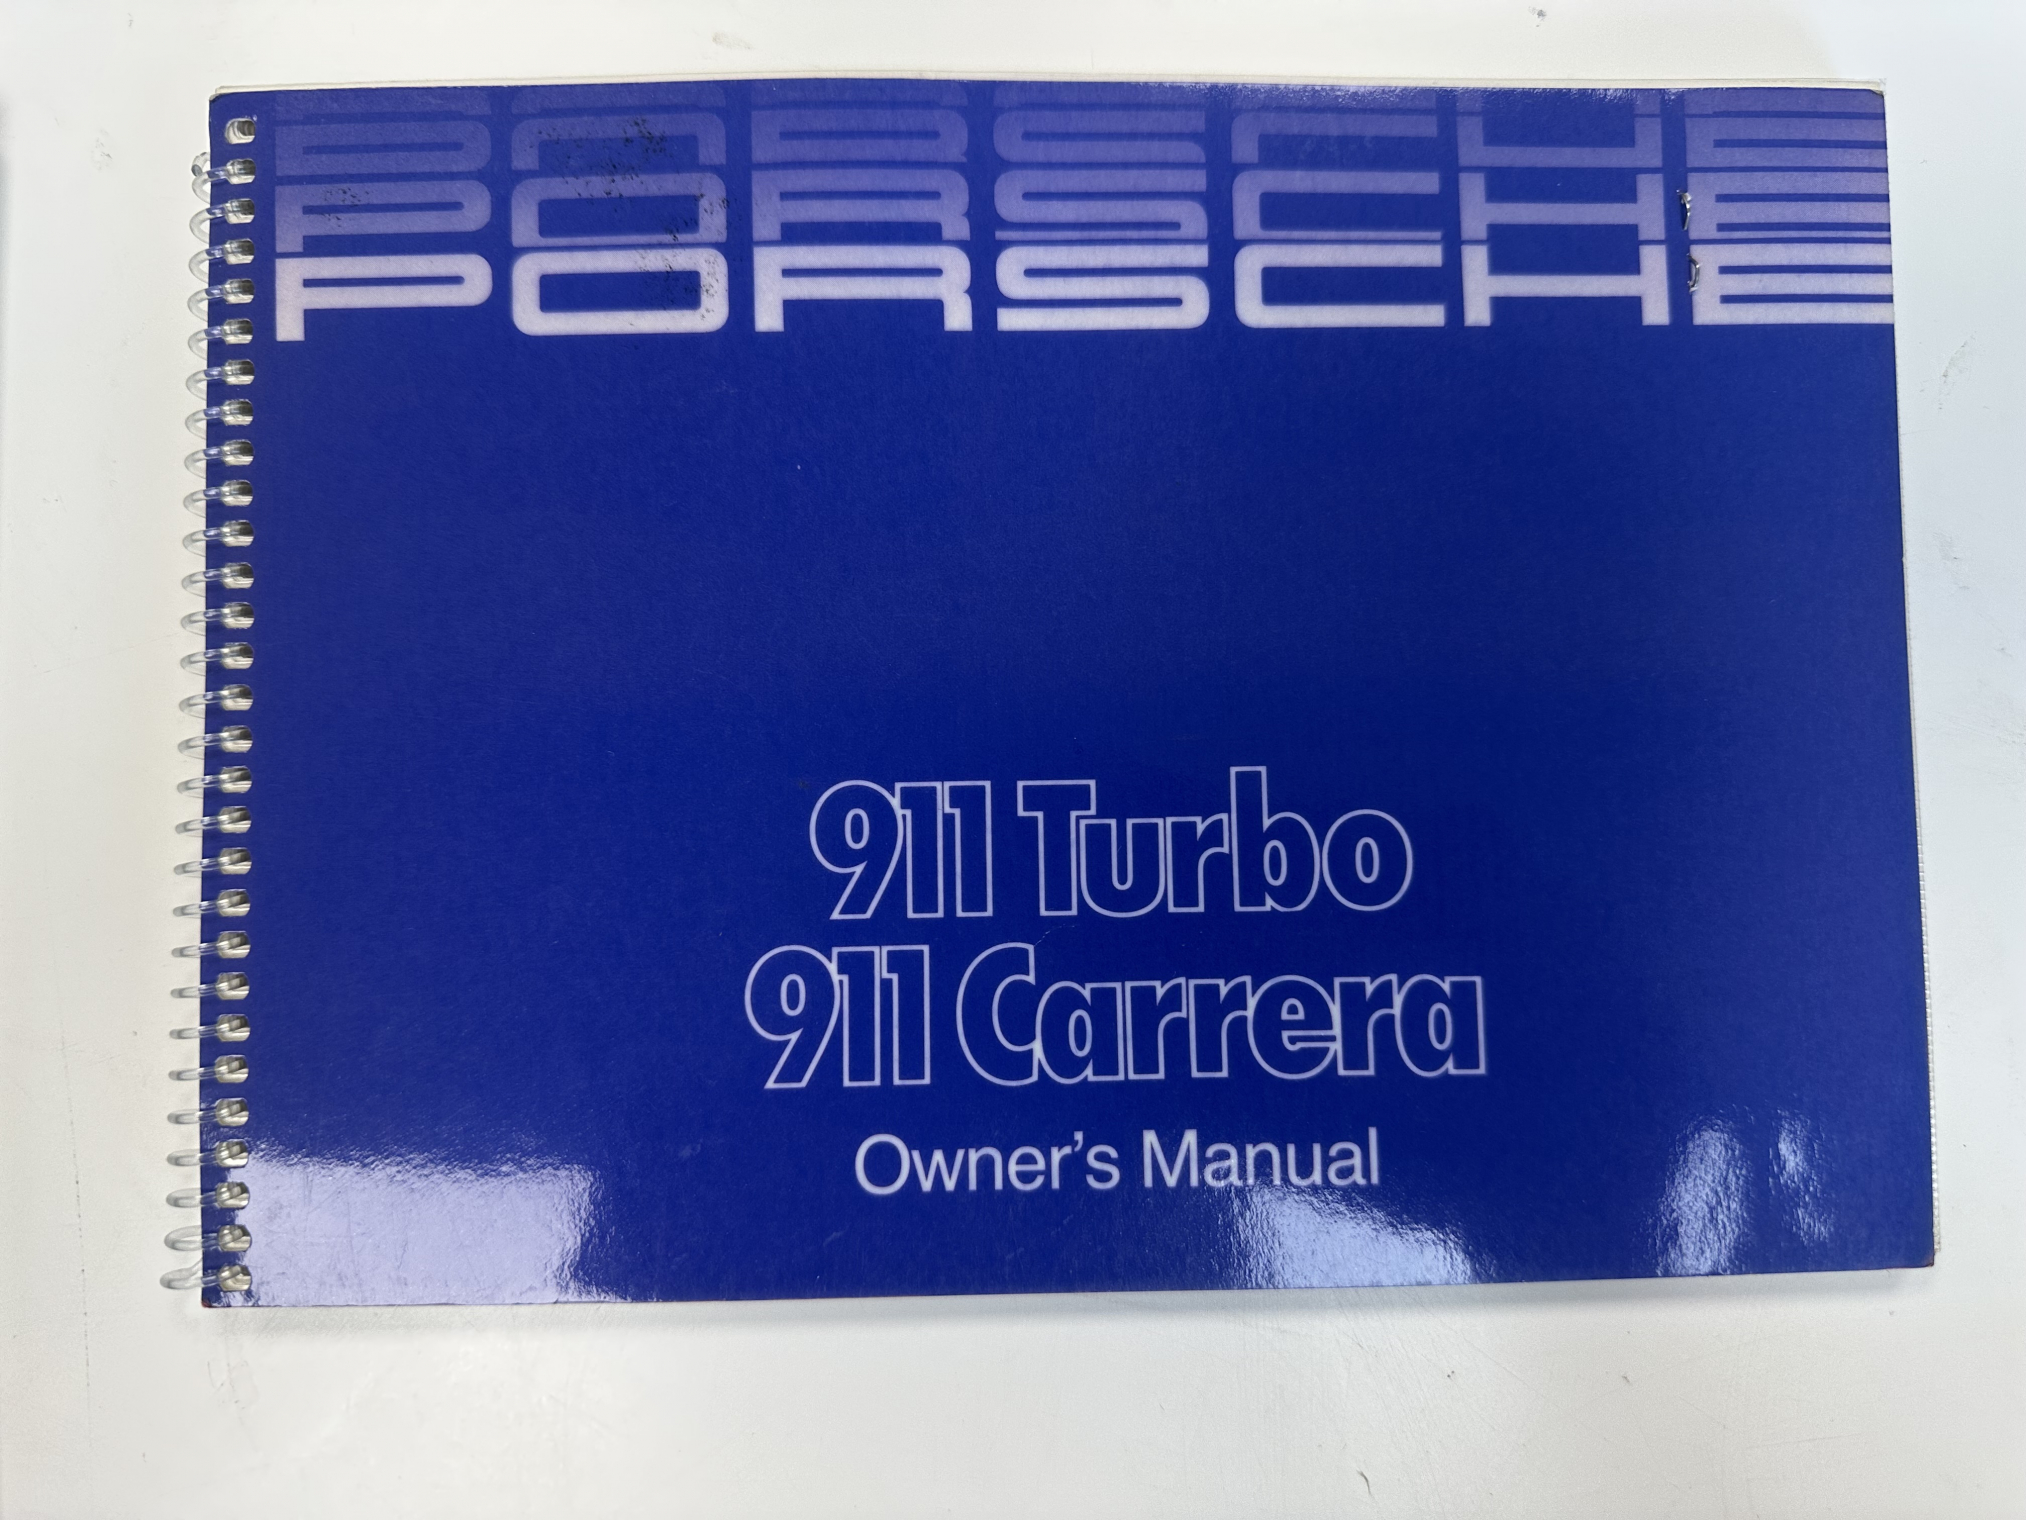 PORSCHE
PORSCHE
PORSCHE
911 Turbo
911 Carrera
Owner's Manual